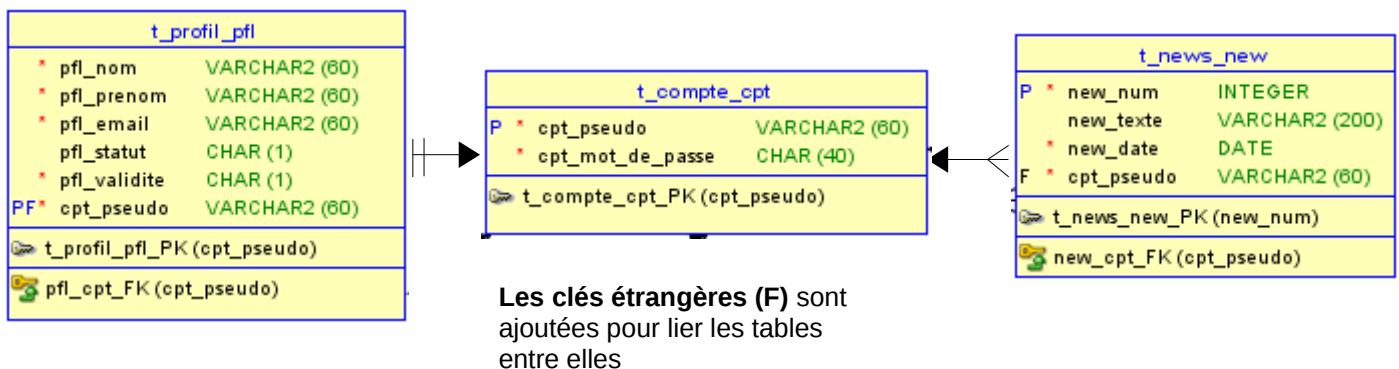 t_profil_pfl
* pfl_nom VARCHAR2 (60)
* pfl_prenom VARCHAR2 (60)
* pfl_email VARCHAR2 (60)
pfl_statut CHAR (1)
* pfl_validite CHAR (1)
PF* cpt_pseudo VARCHAR2 (60)
t_profil_pfl_PK (cpt_pseudo)
pfl_cpt_FK (cpt_pseudo)
t_compte_cpt
P * cpt_pseudo VARCHAR2 (60)
* cpt_mot_de_passe CHAR (40)
t_compte_cpt_PK (cpt_pseudo)
t_news_new
P * new_num INTEGER
new_texte VARCHAR2 (200)
* new_date DATE
F * cpt_pseudo VARCHAR2 (60)
t_news_new_PK (new_num)
new_cpt_FK (cpt_pseudo)
Les clés étrangères (F) sont
ajoutées pour lier les tables
entre elles